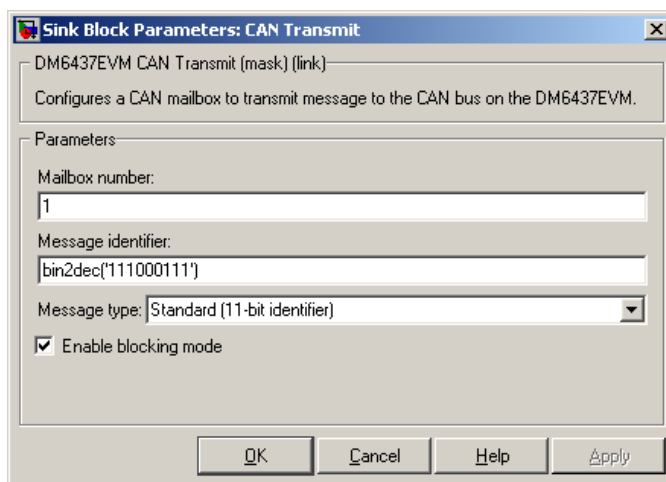 Sink Block Parameters: CAN Transmit
DM6437EVM CAN Transmit (mask) (link)
Configures a CAN mailbox to transmit message to the CAN bus on the DM6437EVM.
Parameters
Mailbox number:
1
Message identifier:
bin2dec('111000111')
Message type: Standard (11-bit identifier)
Enable blocking mode
OK Cancel Help Apply